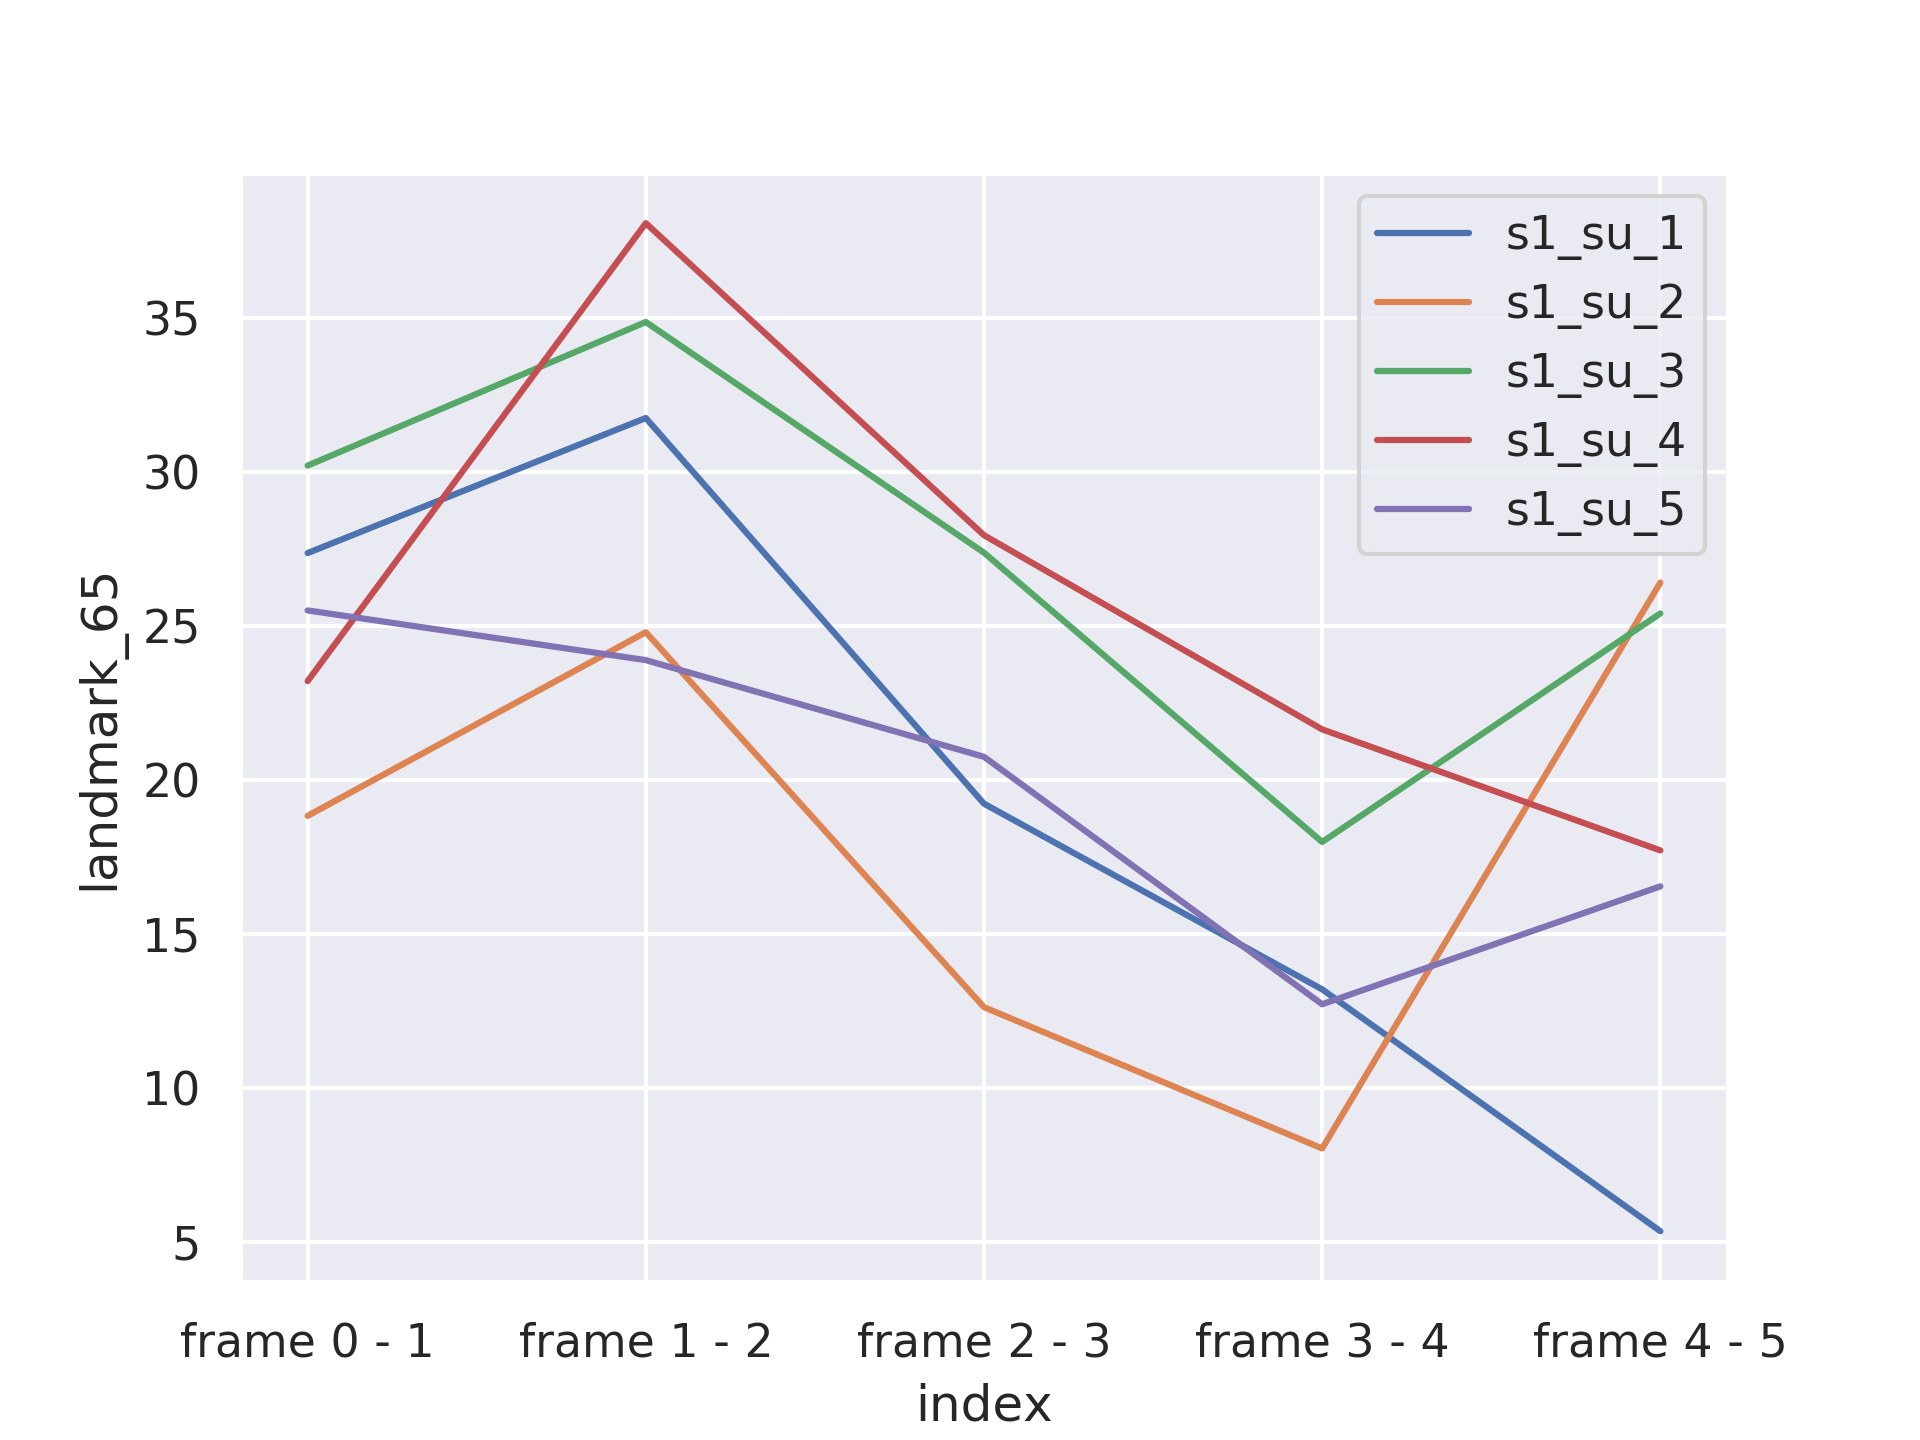 s1_su_1
s1_su_2
s1_su_3
s1_su_4
s1_su_5
landmark_65
35
30
25
20
15
10
5
frame 0 - 1
frame 1 - 2
frame 2 - 3
frame 3 - 4
frame 4 - 5
index